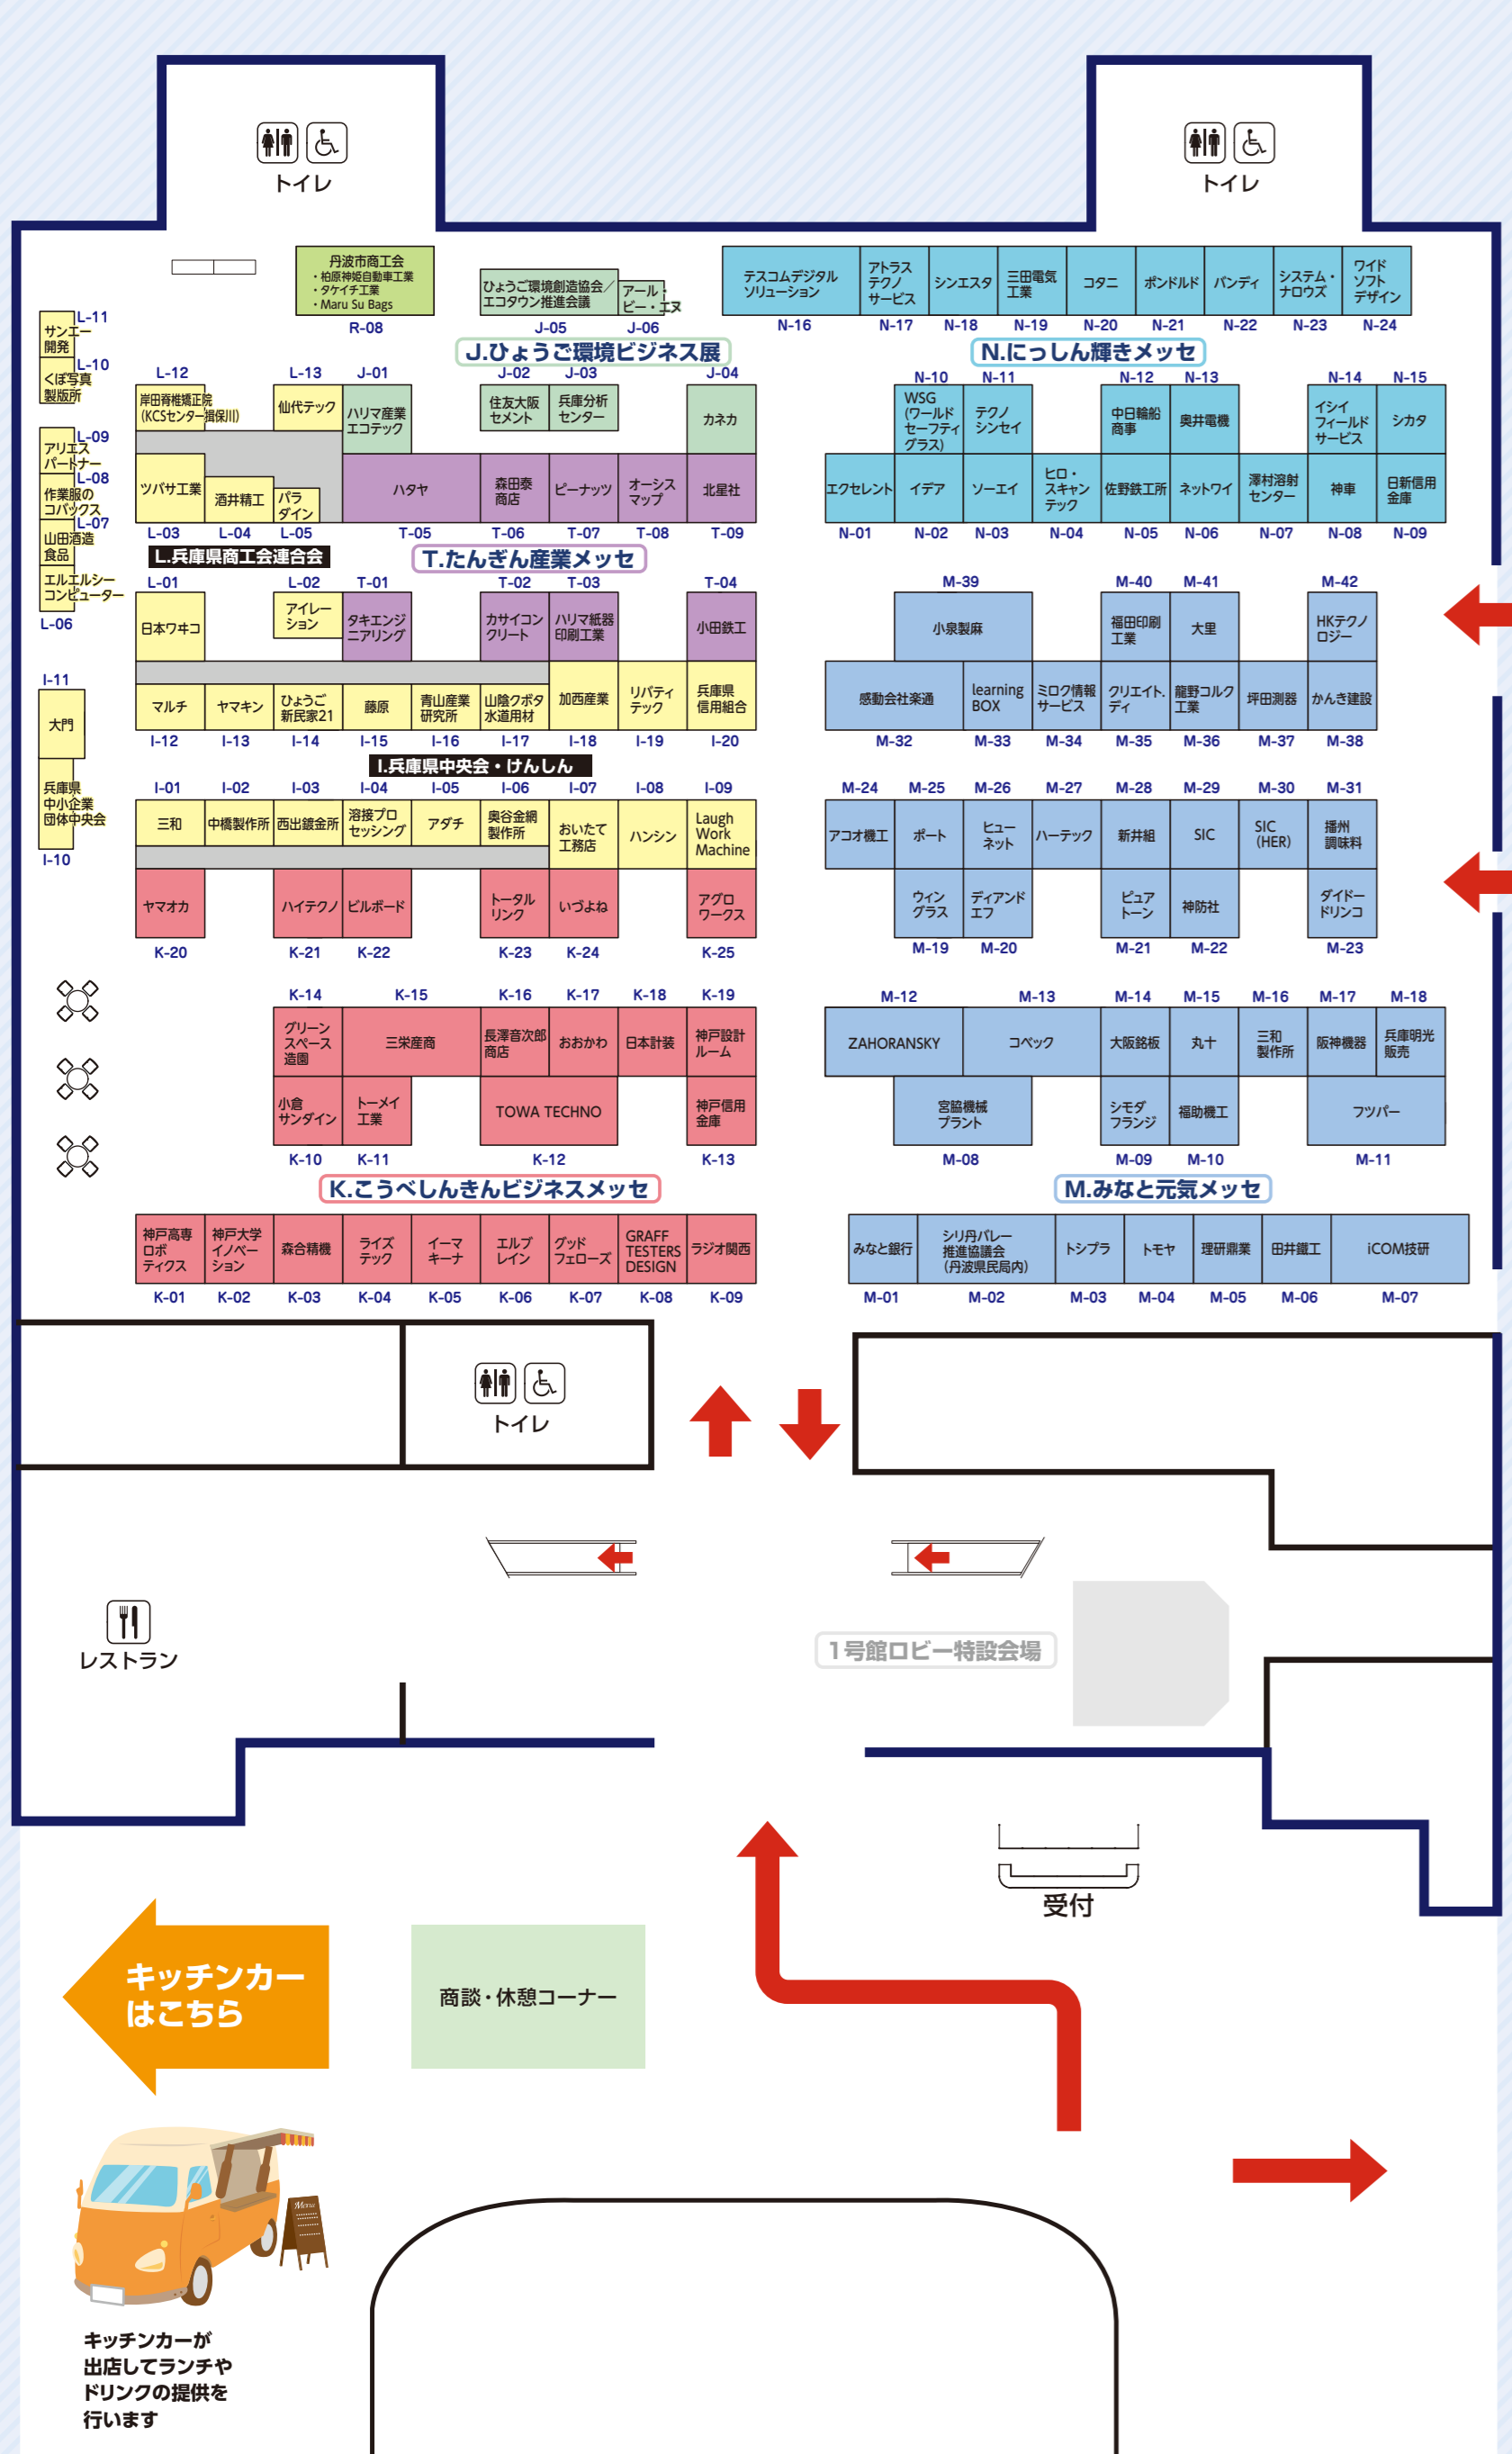 トイレ
トイレ
丹波市商工会
・柏原神姫自動車工業
・タケイチ工業
・Maru Su Bags
R-08
ひょうご環境創造協会／
エコタウン推進会議
J-05
アール・
ビー・エヌ
J-06
テスコムデジタル
ソリューション
N-16
アトラス
テクノ
サービス
N-17
シンエスタ
N-18
三田電気
工業
N-19
コタニ
N-20
ボンドルド
N-21
バンディ
N-22
システム・
ナロウズ
N-23
ワイド
ソフト
デザイン
N-24
J.ひょうご環境ビジネス展
N.にっしん輝きメッセ
L-11
サンエー
開発
L-10
くぼ写真
製版所
L-09
アリエス
パートナー
L-08
作業服の
コバックス
L-07
山田酒造
食品
エルエルシー
コンピューター
L-06
L-12
岸田脊椎矯正院
（KCSセンター揖保川）
L-13
仙代テック
J-01
ハリマ産業
エコテック
J-02
住友大阪
セメント
J-03
兵庫分析
センター
J-04
カネカ
N-10
WSG
（ワールド
セーフティ
グラス）
N-11
テクノ
シンセイ
N-12
中日輪船
商事
N-13
奥井電機
N-14
イシイ
フィールド
サービス
N-15
シカタ
ツバサ工業
L-03
酒井精工
L-04
パラ
ダイン
L-05
ハタヤ
T-05
森田泰
商店
T-06
ピーナッツ
T-07
オーシス
マップ
T-08
北星社
T-09
エクセレント
N-01
イデア
N-02
ソーエイ
N-03
ヒロ・
スキャン
テック
N-04
佐野鉄工所
N-05
ネットワイ
N-06
澤村溶射
センター
N-07
神車
N-08
日新信用
金庫
N-09
L.兵庫県商工会連合会
T.たんぎん産業メッセ
L-01
日本ワヰコ
L-02
アイレー
ション
T-01
タキエンジ
ニアリング
T-02
カサイコン
クリート
T-03
ハリマ紙器
印刷工業
T-04
小田鉄工
M-39
小泉製麻
M-40
福田印刷
工業
M-41
大里
M-42
HKテクノ
ロジー
I-11
大門
兵庫県
中小企業
団体中央会
I-10
マルチ
I-12
ヤマキン
I-13
ひょうご
新民家21
I-14
藤原
I-15
青山産業
研究所
I-16
山陰クボタ
水道用材
I-17
加西産業
I-18
リバティ
テック
I-19
兵庫県
信用組合
I-20
感動会社楽通
M-32
learning
BOX
M-33
ミロク情報
サービス
M-34
クリエイト.
ディ
M-35
龍野コルク
工業
M-36
坪田測器
M-37
かんき建設
M-38
I.兵庫県中央会・けんしん
I-01
三和
I-02
中橋製作所
I-03
西出鍍金所
I-04
溶接プロ
セッシング
I-05
アダチ
I-06
奥谷金網
製作所
I-07
おいたて
工務店
I-08
ハンシン
I-09
Laugh
Work
Machine
M-24
アコオ機工
M-25
ポート
M-26
ヒュー
ネット
M-27
ハーテック
M-28
新井組
M-29
SIC
M-30
SIC
（HER）
M-31
播州
調味料
ヤマオカ
K-20
ハイテクノ
K-21
ビルボード
K-22
トータル
リンク
K-23
いづよね
K-24
アグロ
ワークス
K-25
ウィン
グラス
M-19
ディアンド
エフ
M-20
ピュア
トーン
M-21
神防社
M-22
ダイドー
ドリンコ
M-23
K-14
グリーン
スペース
造園
K-15
三栄産商
K-16
長澤音次郎
商店
K-17
おおかわ
K-18
日本計装
K-19
神戸設計
ルーム
M-12
ZAHORANSKY
M-13
コベック
M-14
大阪銘板
M-15
丸十
M-16
三和
製作所
M-17
阪神機器
M-18
兵庫明光
販売
小倉
サンダイン
K-10
トーメイ
工業
K-11
TOWA TECHNO
K-12
神戸信用
金庫
K-13
宮脇機械
プラント
M-08
シモダ
フランジ
M-09
福助機工
M-10
フツパー
M-11
K.こうべしんきんビジネスメッセ
M.みなと元気メッセ
神戸高専
ロボ
ティクス
K-01
神戸大学
イノベー
ション
K-02
森合精機
K-03
ライズ
テック
K-04
イーマ
キーナ
K-05
エルブ
レイン
K-06
グッド
フェローズ
K-07
GRAFF
TESTERS
DESIGN
K-08
ラジオ関西
K-09
みなと銀行
M-01
シリ丹バレー
推進協議会
（丹波県民局内）
M-02
トシプラ
M-03
トモヤ
M-04
理研鼎業
M-05
田井鐵工
M-06
iCOM技研
M-07
トイレ
レストラン
1号館ロビー特設会場
受付
キッチンカー
はこちら
商談・休憩コーナー
Menu
キッチンカーが
出店してランチや
ドリンクの提供を
行います